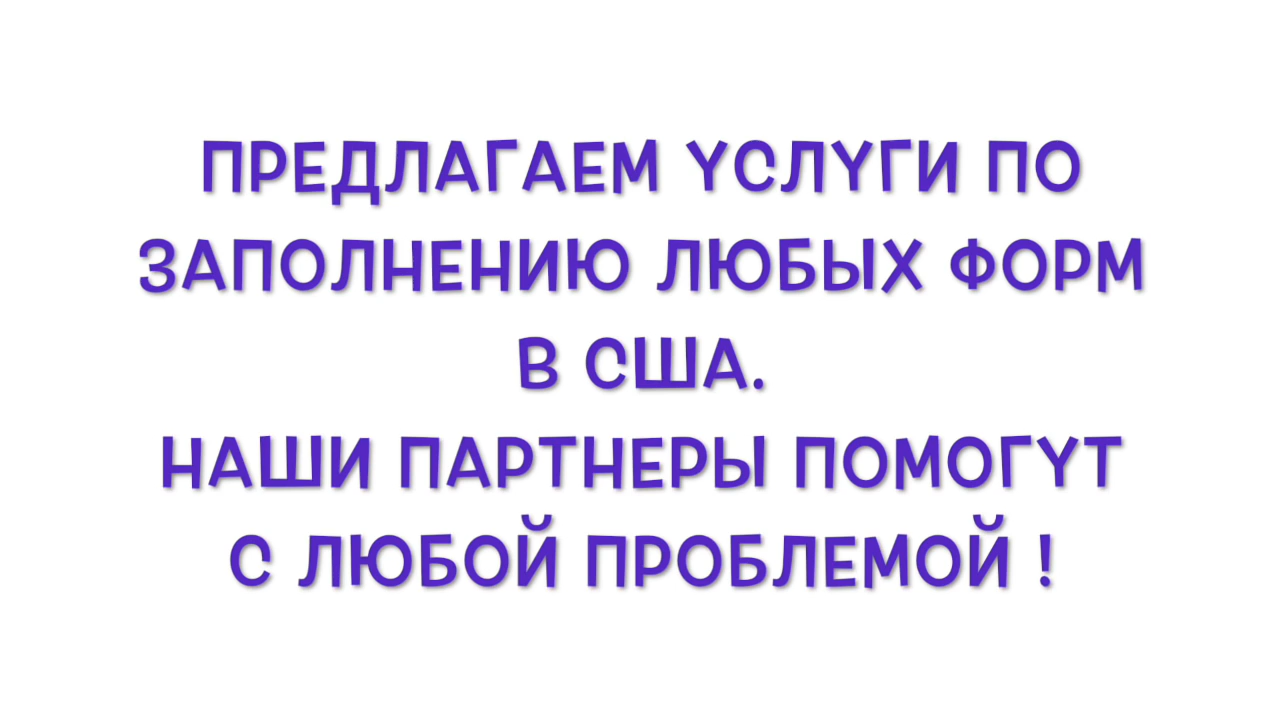 ПРЕДЛАГАЕМ УСЛУГИ ПО
ЗАПОЛНЕНИЮ ЛЮБЫХ ФОРМ
В США.
НАШИ ПАРТНЕРЫ ПОМОГУТ
С ЛЮБОЙ ПРОБЛЕМОЙ !